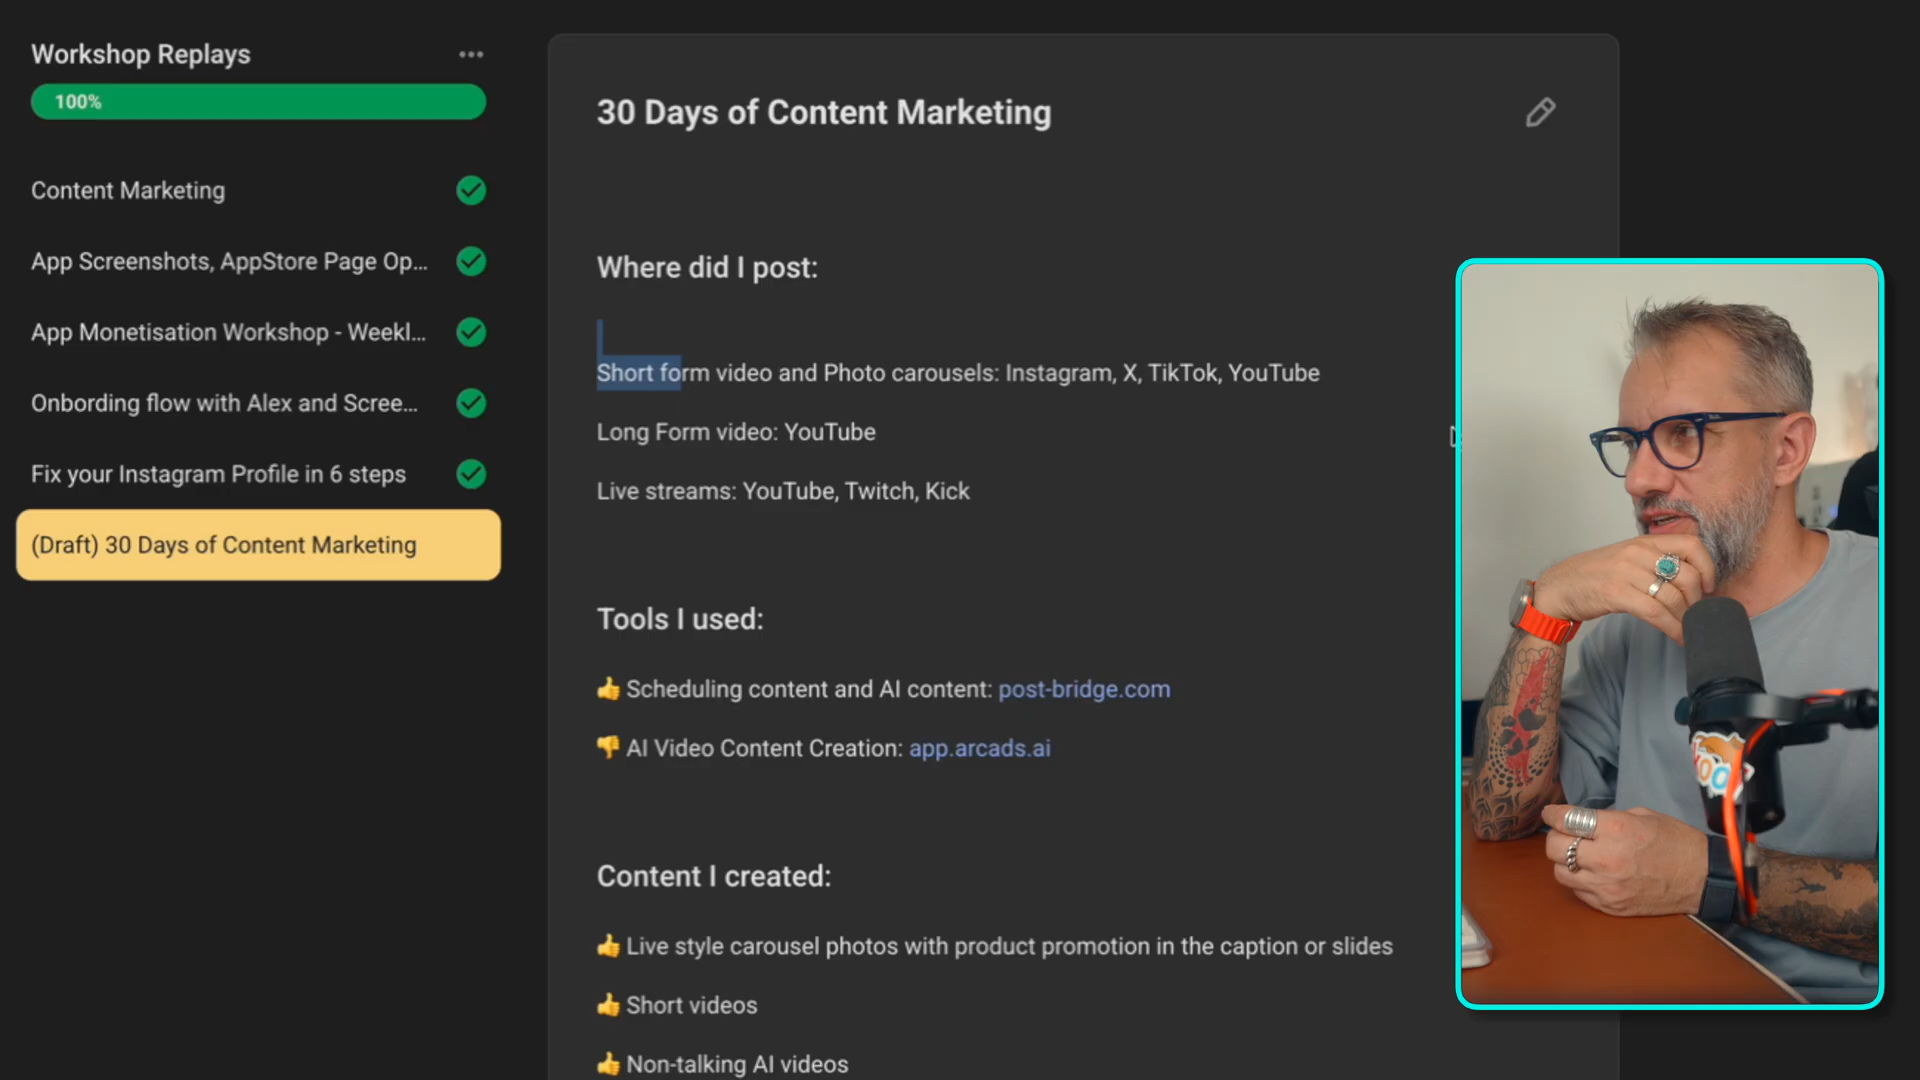 Workshop Replays
100%
Content Marketing
App Screenshots, AppStore Page Op...
App Monetisation Workshop - Weekl...
Onbording flow with Alex and Scree...
Fix your Instagram Profile in 6 steps
(Draft) 30 Days of Content Marketing
30 Days of Content Marketing
Where did I post:
Short form video and Photo carousels: Instagram, X, TikTok, YouTube
Long Form video: YouTube
Live streams: YouTube, Twitch, Kick
Tools I used:
👍 Scheduling content and AI content: post-bridge.com
👎 AI Video Content Creation: app.arcads.ai
Content I created:
👍 Live style carousel photos with product promotion in the caption or slides
👍 Short videos
👍 Non-talking AI videos